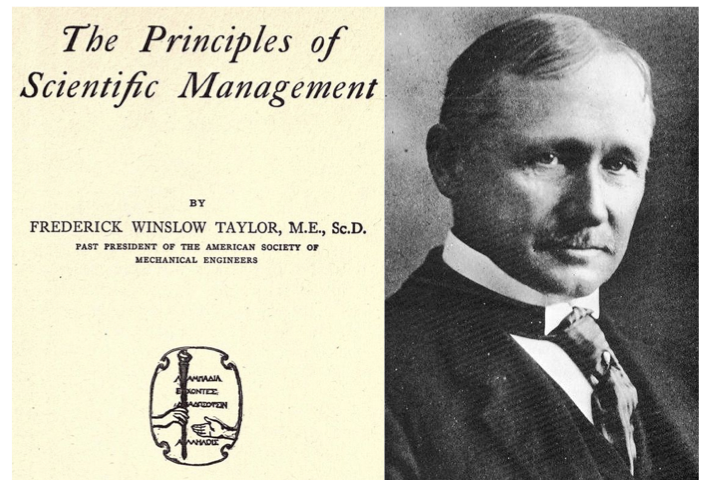 The Principles of
Scientific Management
BY
FREDERICK WINSLOW TAYLOR, M.E., Sc.D.
PAST PRESIDENT OF THE AMERICAN SOCIETY OF
MECHANICAL ENGINEERS